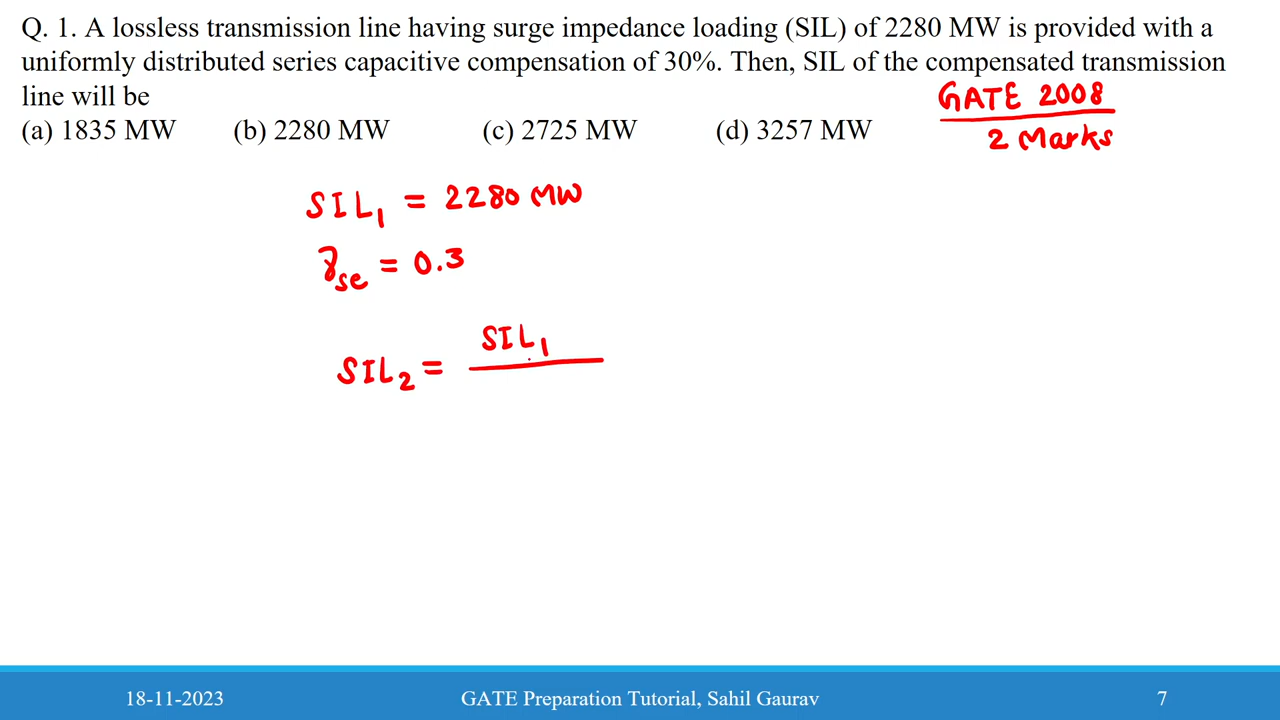 Q. 1. A lossless transmission line having surge impedance loading (SIL) of 2280 MW is provided with a
uniformly distributed series capacitive compensation of 30%. Then, SIL of the compensated transmission
line will be
(a) 1835 MW (b) 2280 MW (c) 2725 MW (d) 3257 MW
GATE 2008
2 Marks
SIL₁ = 2280 MW
γse = 0.3
SIL₂ = SIL₁
18-11-2023 GATE Preparation Tutorial, Sahil Gaurav 7